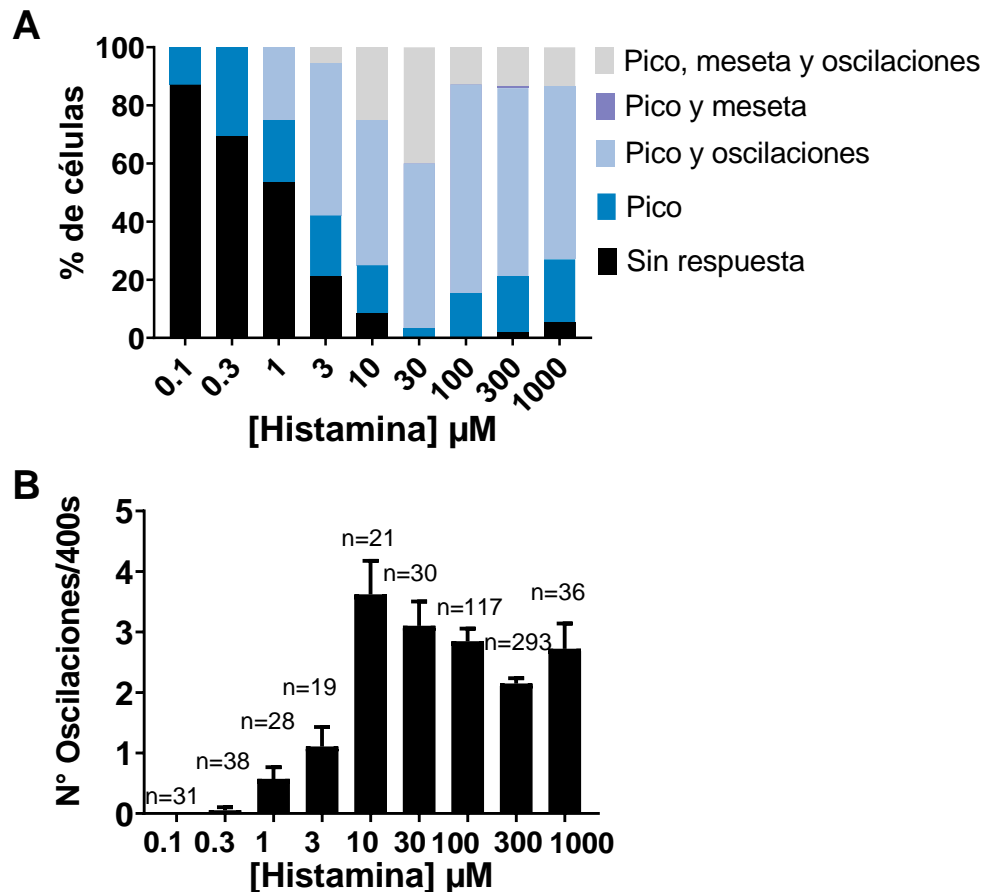 A
% de células
100
80
60
40
20
0
0.1 0.3 1 3 10 30 100 300 1000
[Histamina] µM
Pico, meseta y oscilaciones
Pico y meseta
Pico y oscilaciones
Pico
Sin respuesta
B
N° Oscilaciones/400s
5
4
3
2
1
0
n=31 n=38 n=28 n=19 n=21 n=30 n=117 n=293 n=36
0.1 0.3 1 3 10 30 100 300 1000
[Histamina] µM